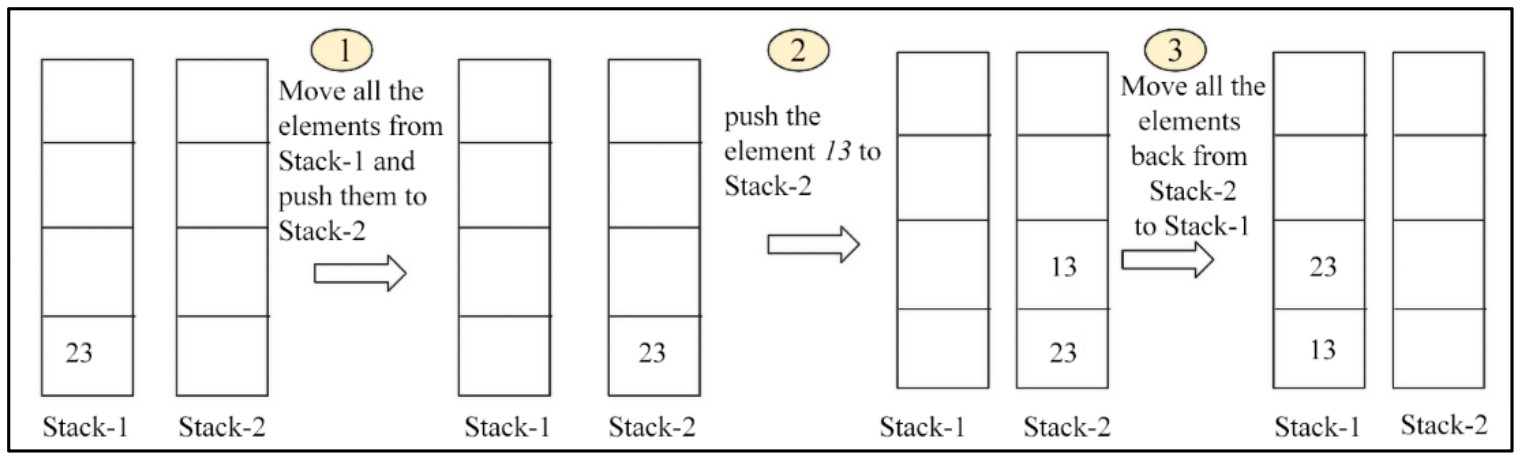 1
Move all the
elements from
Stack-1 and
push them to
Stack-2
2
push the
element 13 to
Stack-2
3
Move all the
elements
back from
Stack-2
to Stack-1
23
23
13
23
23
13
Stack-1
Stack-2
Stack-1
Stack-2
Stack-1
Stack-2
Stack-1
Stack-2